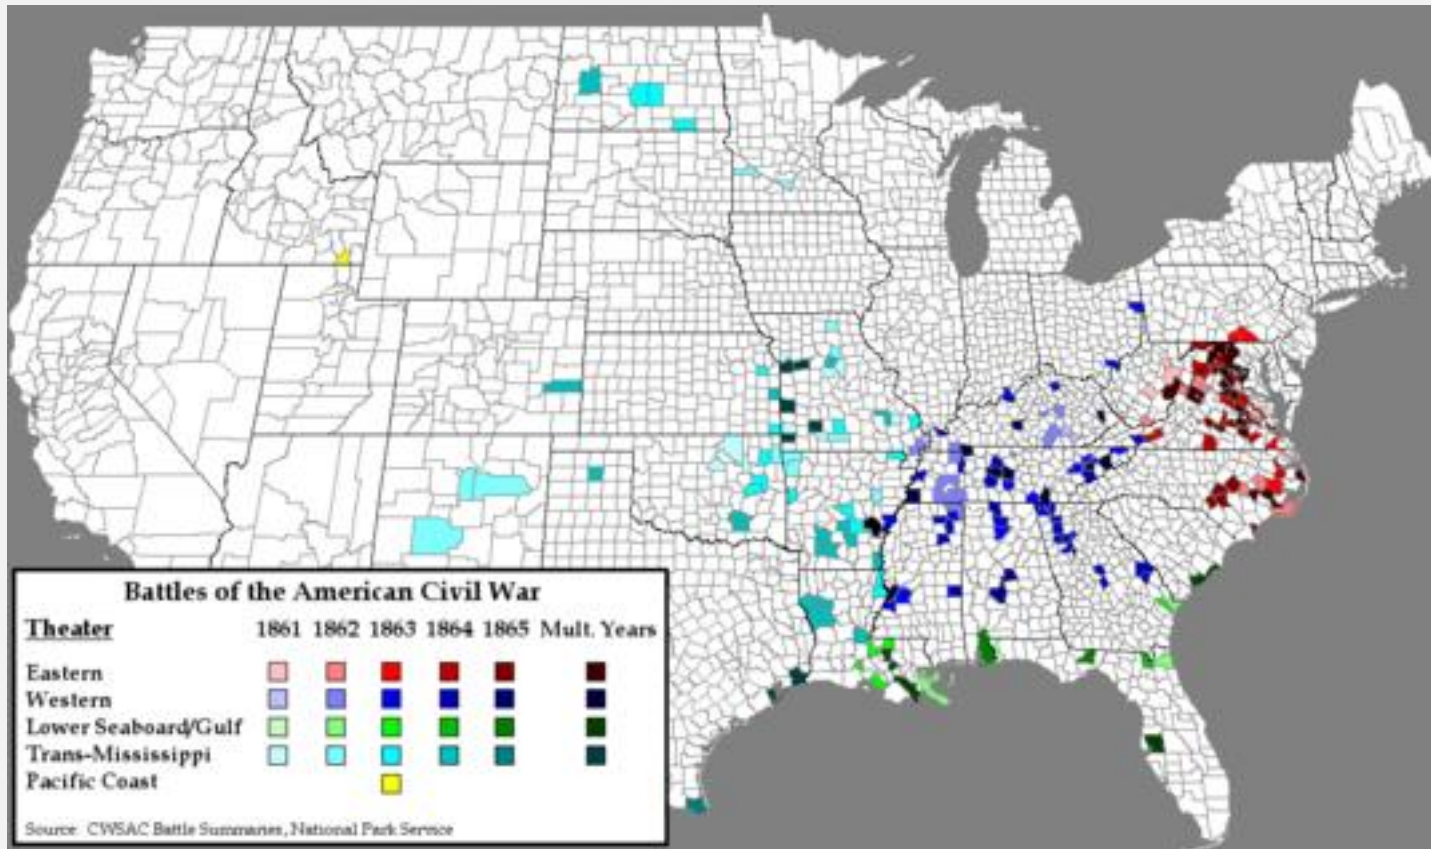 Battles of the American Civil War
Theater 1861 1862 1863 1864 1865 Mult. Years
Eastern
Western
Lower Seaboard/Gulf
Trans-Mississippi
Pacific Coast
Source: CWSAC Battle Summaries, National Park Service